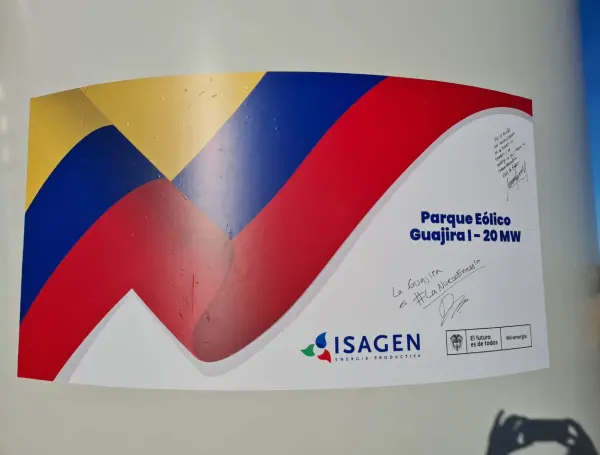 Parque Eólico
Guajira I - 20 MW
La Guajira
es #LaNuevaEnergía
ISAGEN
ENERGÍA PRODUCTIVA
El futuro
es de todos
Minenergía